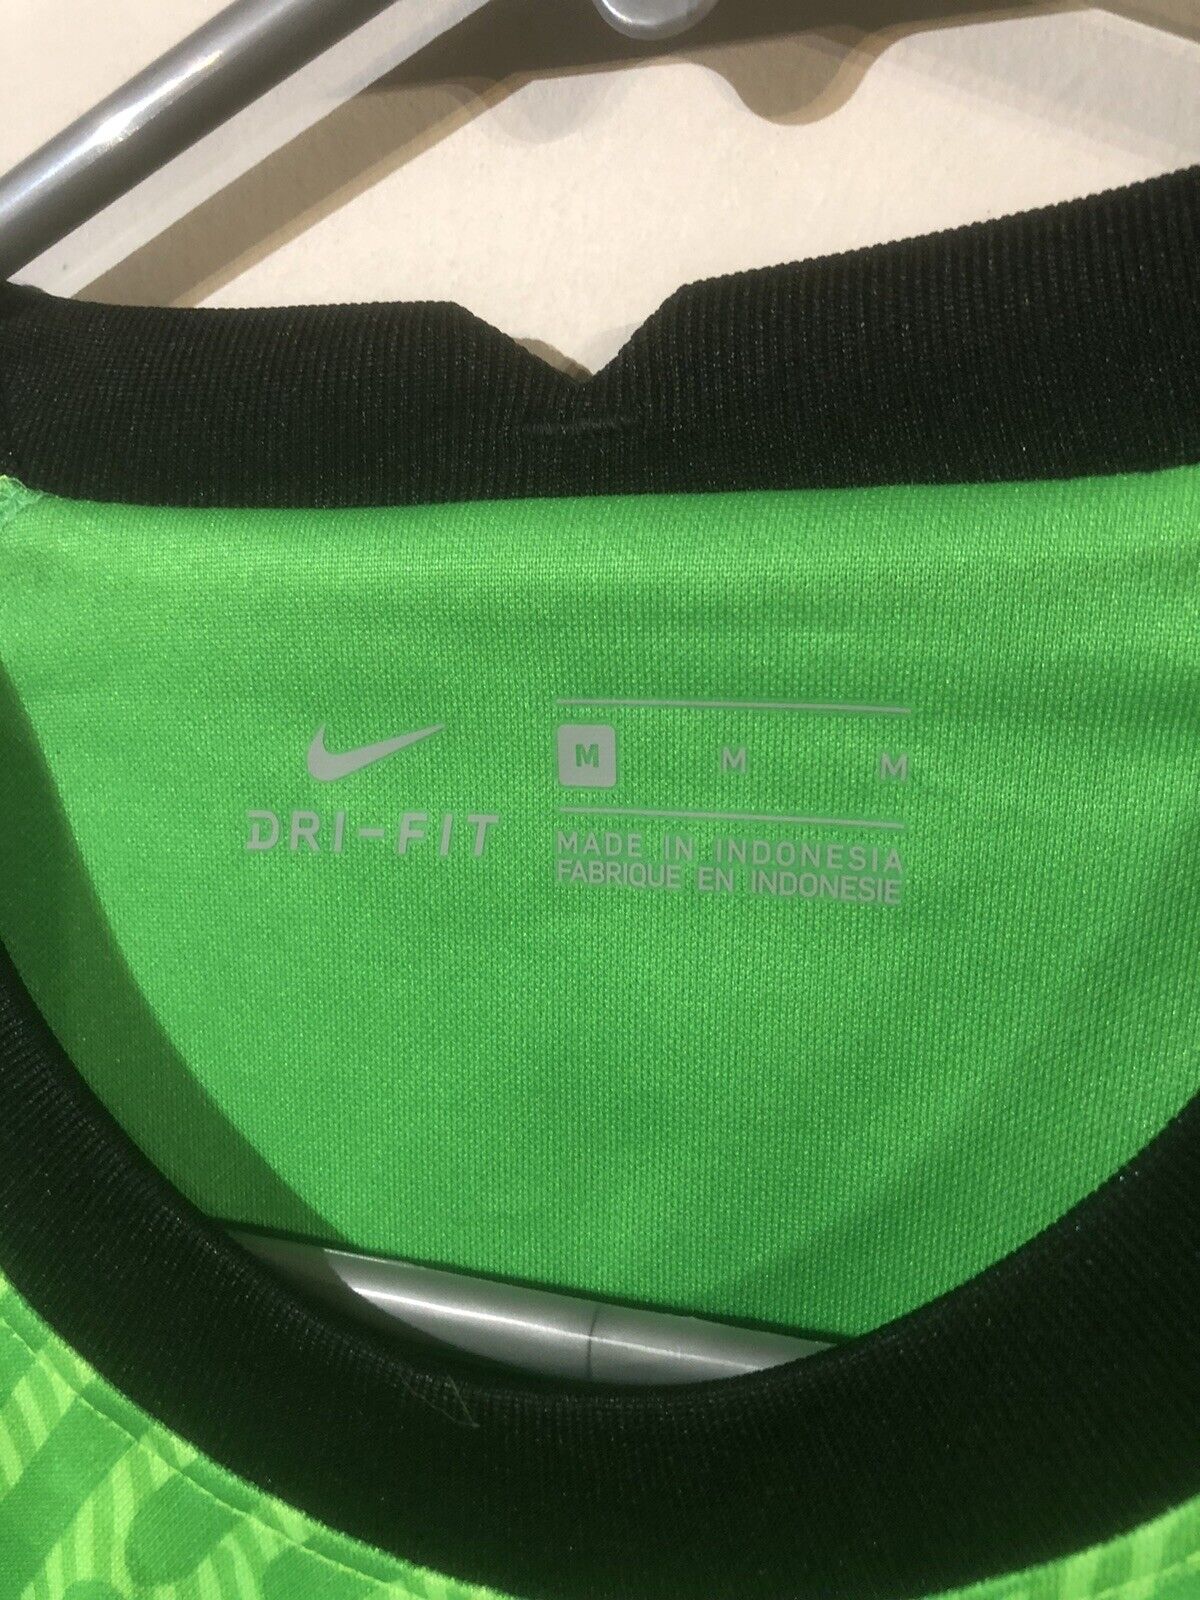 DRI-FIT
M M M
MADE IN INDONESIA
FABRIQUE EN INDONESIE